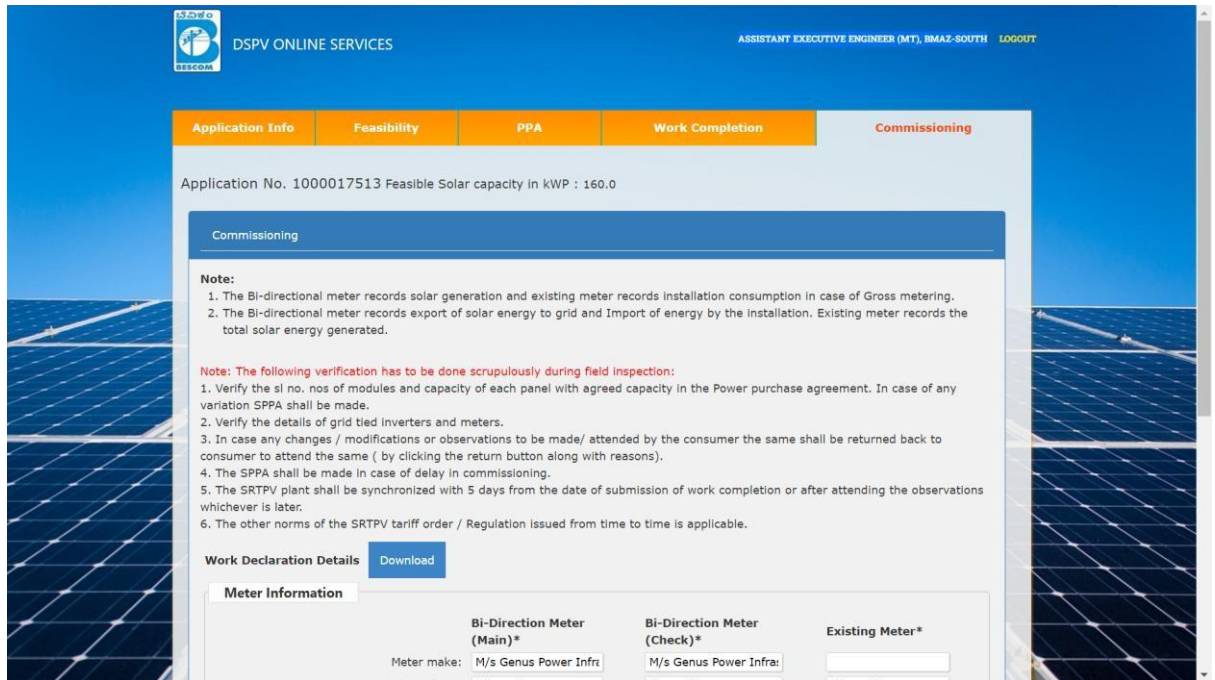 ಬೆವಿಕಂ
BESCOM
DSPV ONLINE SERVICES
ASSISTANT EXECUTIVE ENGINEER (MT), BMAZ-SOUTH LOGOUT
Application Info Feasibility PPA Work Completion Commissioning
Application No. 1000017513 Feasible Solar capacity in kWP : 160.0
Commissioning
Note:
1. The Bi-directional meter records solar generation and existing meter records installation consumption in case of Gross metering.
2. The Bi-directional meter records export of solar energy to grid and Import of energy by the installation. Existing meter records the
total solar energy generated.
Note: The following verification has to be done scrupulously during field inspection:
1. Verify the sl no. nos of modules and capacity of each panel with agreed capacity in the Power purchase agreement. In case of any
variation SPPA shall be made.
2. Verify the details of grid tied inverters and meters.
3. In case any changes / modifications or observations to be made/ attended by the consumer the same shall be returned back to
consumer to attend the same ( by clicking the return button along with reasons).
4. The SPPA shall be made in case of delay in commissioning.
5. The SRTPV plant shall be synchronized with 5 days from the date of submission of work completion or after attending the observations
whichever is later.
6. The other norms of the SRTPV tariff order / Regulation issued from time to time is applicable.
Work Declaration Details Download
Meter Information
Bi-Direction Meter
(Main)*
Bi-Direction Meter
(Check)*
Existing Meter*
Meter make: M/s Genus Power Infra M/s Genus Power Infra